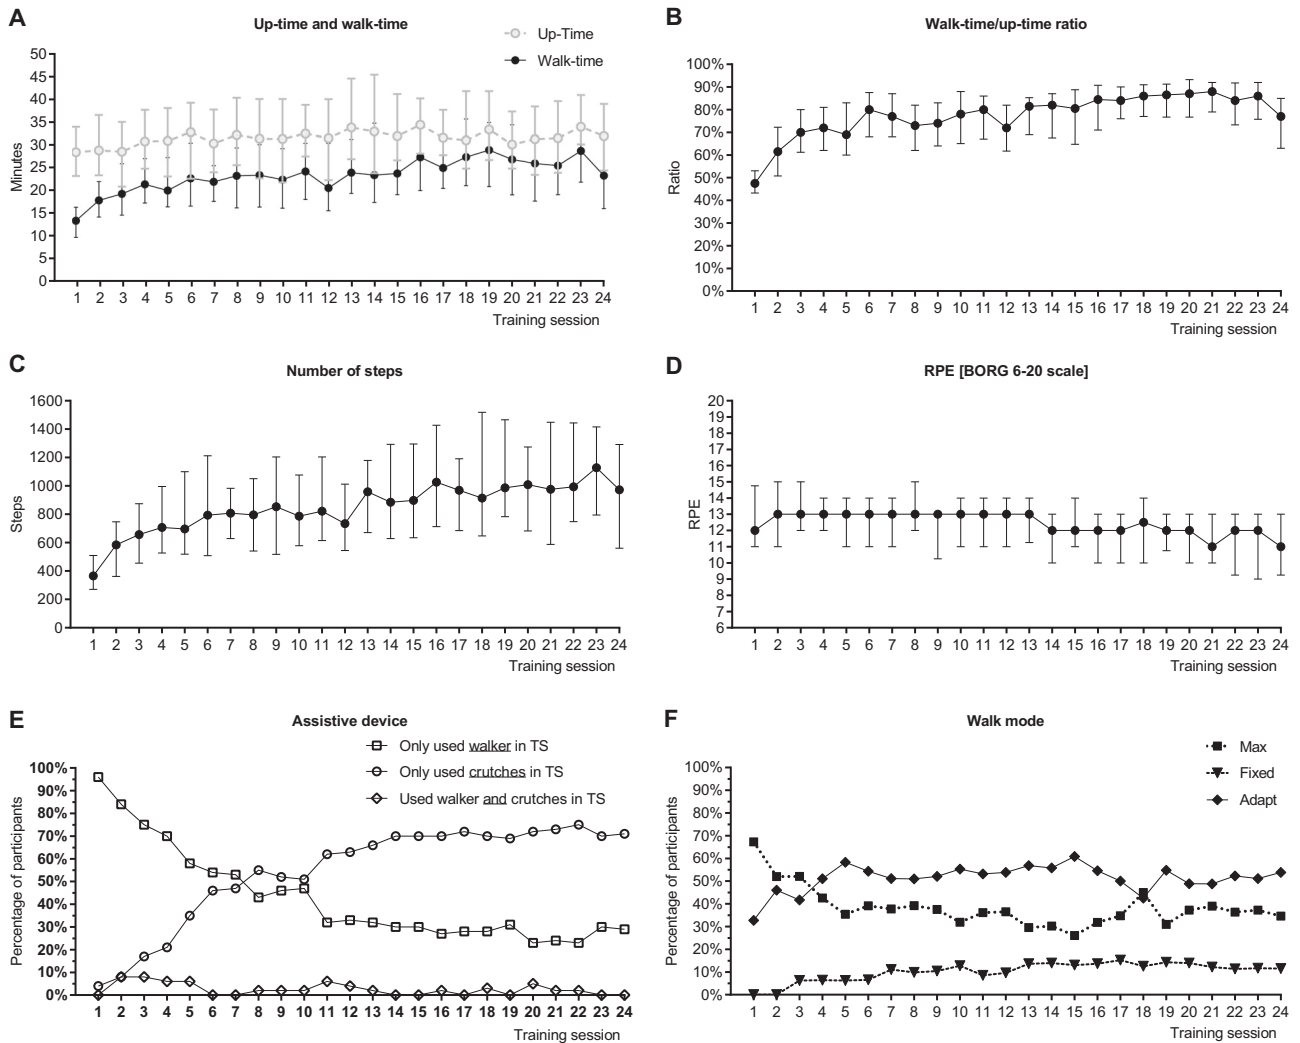 A
Up-time and walk-time
Up-Time
Walk-time
50
45
40
35
30
25
20
15
10
5
0
Minutes
1 2 3 4 5 6 7 8 9 10 11 12 13 14 15 16 17 18 19 20 21 22 23 24
Training session
B
Walk-time/up-time ratio
100%
90%
80%
70%
60%
50%
40%
30%
20%
10%
0%
Ratio
1 2 3 4 5 6 7 8 9 10 11 12 13 14 15 16 17 18 19 20 21 22 23 24
Training session
C
Number of steps
1600
1400
1200
1000
800
600
400
200
0
Steps
1 2 3 4 5 6 7 8 9 10 11 12 13 14 15 16 17 18 19 20 21 22 23 24
Training session
D
RPE [BORG 6-20 scale]
20
19
18
17
16
15
14
13
12
11
10
9
8
7
6
RPE
1 2 3 4 5 6 7 8 9 10 11 12 13 14 15 16 17 18 19 20 21 22 23 24
Training session
E
Assistive device
Only used walker in TS
Only used crutches in TS
Used walker and crutches in TS
100%
90%
80%
70%
60%
50%
40%
30%
20%
10%
0%
Percentage of participants
1 2 3 4 5 6 7 8 9 10 11 12 13 14 15 16 17 18 19 20 21 22 23 24
Training session
F
Walk mode
Max
Fixed
Adapt
100%
90%
80%
70%
60%
50%
40%
30%
20%
10%
0%
Percentage of participants
1 2 3 4 5 6 7 8 9 10 11 12 13 14 15 16 17 18 19 20 21 22 23 24
Training session